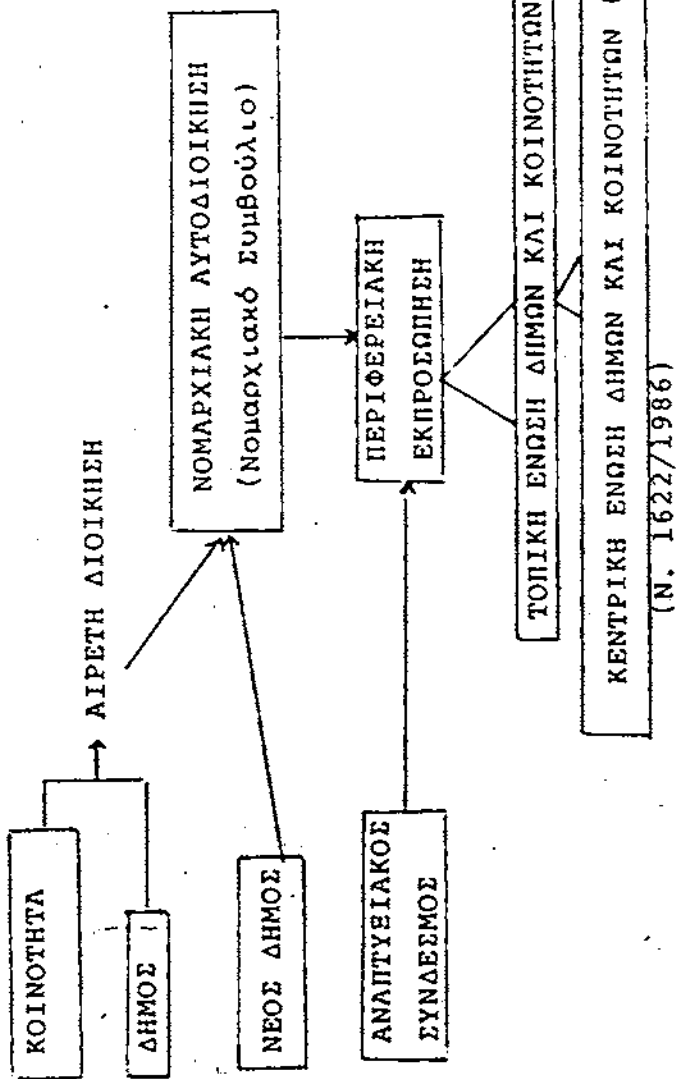 ΚΟΙΝΟΤΗΤΑ
ΔΗΜΟΣ
ΑΙΡΕΤΗ ΔΙΟΙΚΗΣΗ
ΝΟΜΑΡΧΙΑΚΗ ΑΥΤΟΔΙΟΙΚΗΣΗ
(Νομαρχιακό Συμβούλιο)
ΝΕΟΣ ΔΗΜΟΣ
ΑΝΑΠΤΥΞΙΑΚΟΣ
ΣΥΝΔΕΣΜΟΣ
ΠΕΡΙΦΕΡΕΙΑΚΗ
ΕΚΠΡΟΣΩΠΗΣΗ
ΤΟΠΙΚΗ ΕΝΩΣΗ ΔΗΜΩΝ ΚΑΙ ΚΟΙΝΟΤΗΤΩΝ
ΚΕΝΤΡΙΚΗ ΕΝΩΣΗ ΔΗΜΩΝ ΚΑΙ ΚΟΙΝΟΤΗΤΩΝ (
(Ν. 1622/1986)